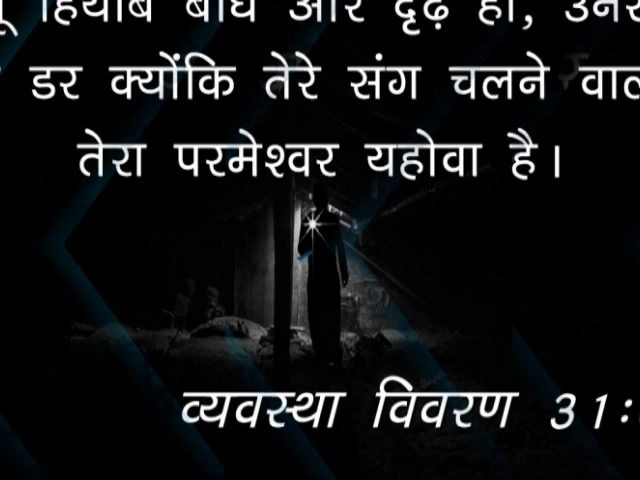 हियाब बाँध और दृढ़ हो,
डर क्योंकि तेरे संग चलने
तेरा परमेश्वर यहोवा है।
व्यवस्था विवरण 31: